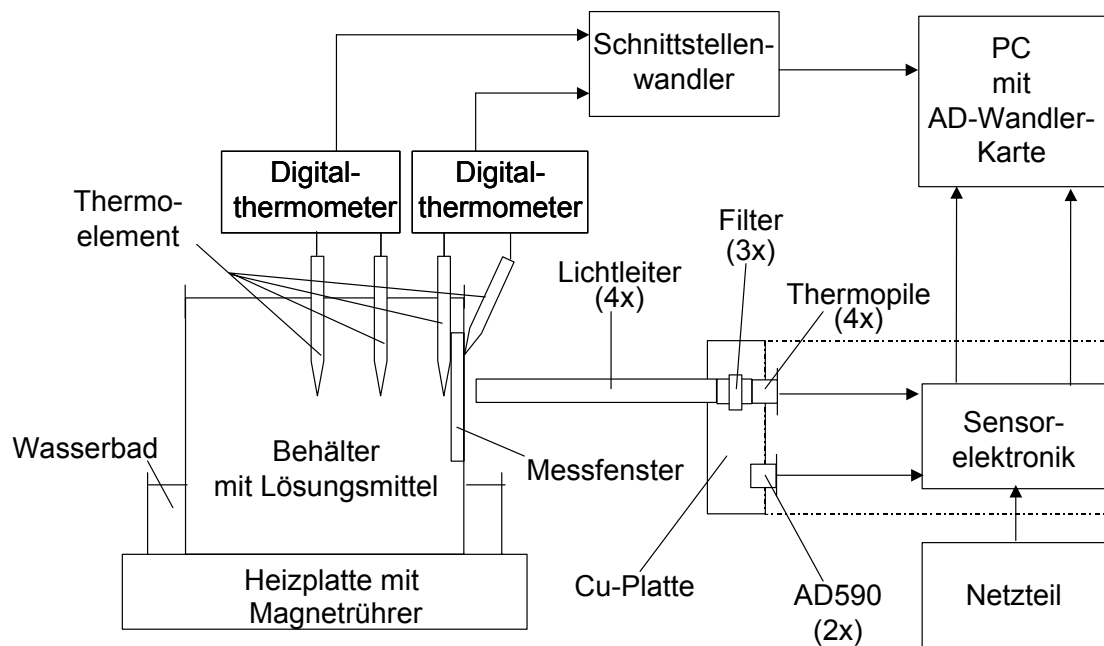 Schnittstellen-
wandler
PC
mit
AD-Wandler-
Karte
Digital-
thermometer
Digital-
thermometer
Thermo-
element
Filter
(3x)
Lichtleiter
(4x)
Thermopile
(4x)
Wasserbad
Behälter
mit Lösungsmittel
Messfenster
Sensor-
elektronik
Heizplatte mit
Magnetrührer
Cu-Platte
AD590
(2x)
Netzteil